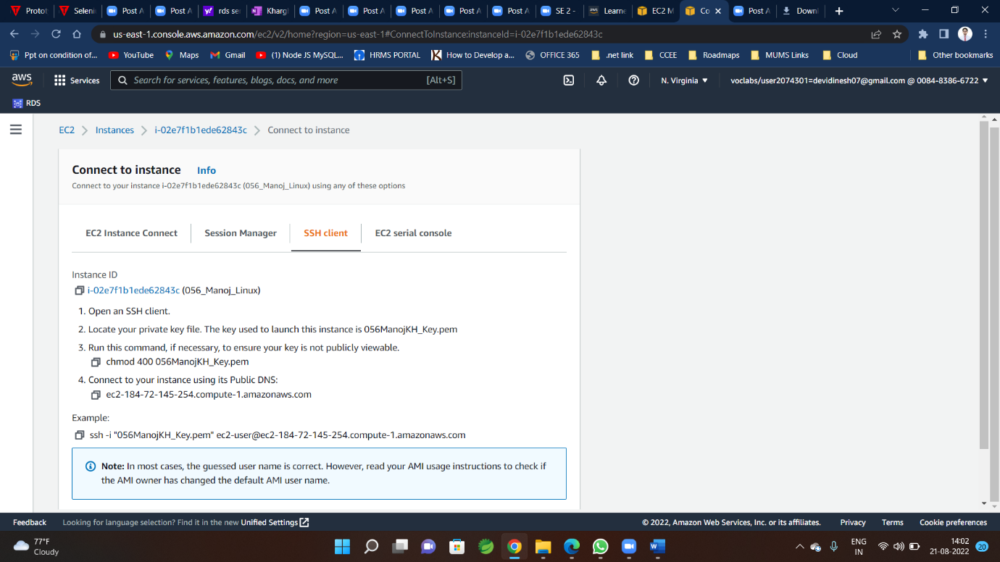 Protot
Seleni
Post A
Post A
rds ser
Kharg
Post A
Post A
Post A
Post A
Post A
SE 2 -
Learne
EC2 M
Co
Post A
Downl
us-east-1.console.aws.amazon.com/ec2/v2/home?region=us-east-1#ConnectToInstance:instanceId=i-02e7f1b1ede62843c
Ppt on condition of...
YouTube
Maps
Gmail
(1) Node JS MySQL...
HRMS PORTAL
How to Develop a...
OFFICE 365
.net link
CCEE
Roadmaps
MUMS Links
Cloud
Other bookmarks
aws
Services
Search for services, features, blogs, docs, and more
[Alt+S]
N. Virginia
voclabs/user2074301=devidinesh07@gmail.com @ 0084-8386-6722
RDS
EC2
Instances
i-02e7f1b1ede62843c
Connect to instance
Connect to instance
Info
Connect to your instance i-02e7f1b1ede62843c (056_Manoj_Linux) using any of these options
EC2 Instance Connect
Session Manager
SSH client
EC2 serial console
Instance ID
i-02e7f1b1ede62843c (056_Manoj_Linux)
1. Open an SSH client.
2. Locate your private key file. The key used to launch this instance is 056ManojKH_Key.pem
3. Run this command, if necessary, to ensure your key is not publicly viewable.
chmod 400 056ManojKH_Key.pem
4. Connect to your instance using its Public DNS:
ec2-184-72-145-254.compute-1.amazonaws.com
Example:
ssh -i "056ManojKH_Key.pem" ec2-user@ec2-184-72-145-254.compute-1.amazonaws.com
Note: In most cases, the guessed user name is correct. However, read your AMI usage instructions to check if
the AMI owner has changed the default AMI user name.
Feedback
Looking for language selection? Find it in the new Unified Settings
© 2022, Amazon Web Services, Inc. or its affiliates.
Privacy
Terms
Cookie preferences
77°F
Cloudy
ENG
IN
14:02
21-08-2022
20